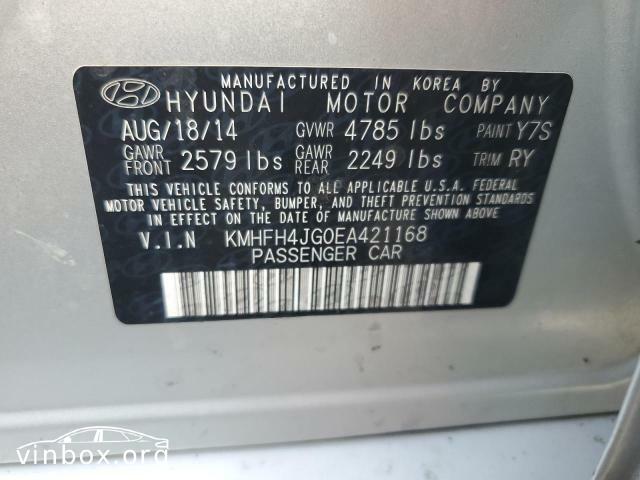 MANUFACTURED IN KOREA BY
HYUNDAI MOTOR COMPANY
AUG/18/14 GVWR 4785 lbs PAINT Y7S
GAWR FRONT 2579 lbs GAWR REAR 2249 lbs TRIM RY
THIS VEHICLE CONFORMS TO ALL APPLICABLE U.S.A. FEDERAL
MOTOR VEHICLE SAFETY, BUMPER, AND THEFT PREVENTION STANDARDS
IN EFFECT ON THE DATE OF MANUFACTURE SHOWN ABOVE
V.I.N KMHFH4JG0EA421168
PASSENGER CAR
vinbox.org